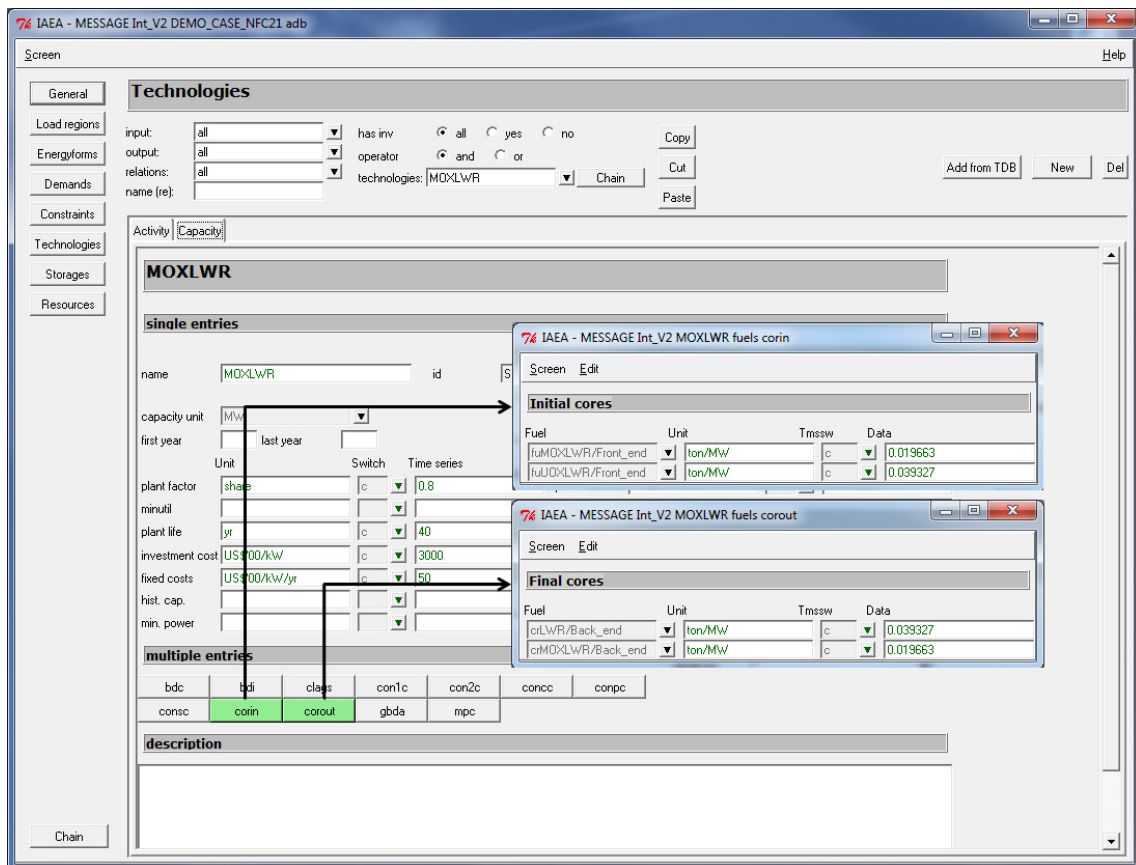 IAEA - MESSAGE Int_V2 DEMO_CASE_NFC21 adb
Screen Help
General
Load regions
Energyforms
Demands
Constraints
Technologies
Storages
Resources
Chain
Technologies
input: all has inv all yes no Copy
output: all operator and or
relations: all technologies: MOXLWR Chain Cut Add from TDB New Del
name (re): Paste
Activity Capacity
MOXLWR
single entries
name MOXLWR id S
capacity unit MW
first year last year
Unit Switch Time series
plant factor share c 0.8
minutil
plant life yr c 40
investment cost US$'00/kW c 3000
fixed costs US$'00/kW/yr c 50
hist. cap.
min. power
multiple entries
bdc bdi clags con1c con2c concc conpc
consc corin corout gbda mpc
description
IAEA - MESSAGE Int_V2 MOXLWR fuels corin
Screen Edit
Initial cores
Fuel Unit Tmssw Data
fuMOXLWR/Front_end ton/MW c 0.019663
fuUOXLWR/Front_end ton/MW c 0.039327
IAEA - MESSAGE Int_V2 MOXLWR fuels corout
Screen Edit
Final cores
Fuel Unit Tmssw Data
crLWR/Back_end ton/MW c 0.039327
crMOXLWR/Back_end ton/MW c 0.019663